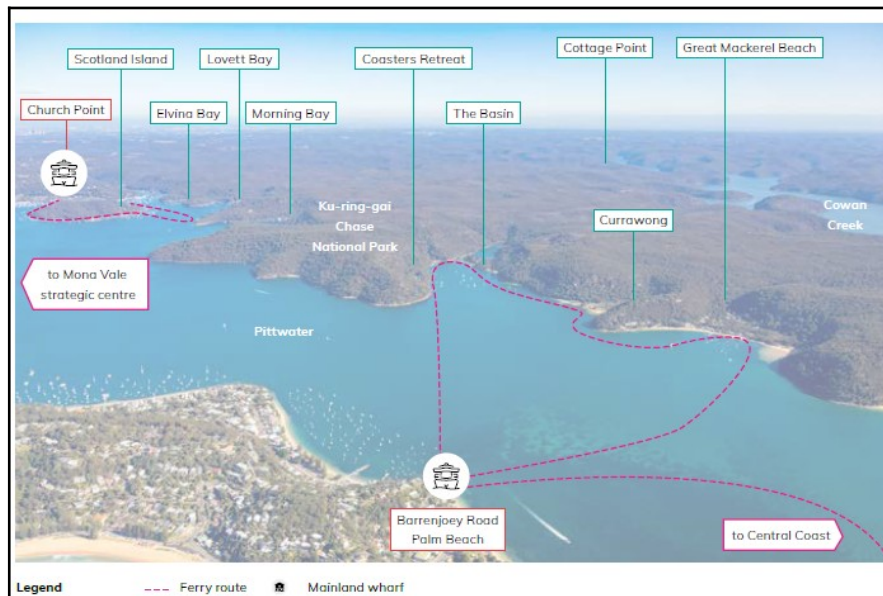 Scotland Island
Lovett Bay
Coasters Retreat
Cottage Point
Great Mackerel Beach
Church Point
Elvina Bay
Morning Bay
The Basin
Ku-ring-gai
Chase
National Park
Currawong
Cowan
Creek
to Mona Vale
strategic centre
Pittwater
Barrenjoey Road
Palm Beach
to Central Coast
Legend
Ferry route
Mainland wharf